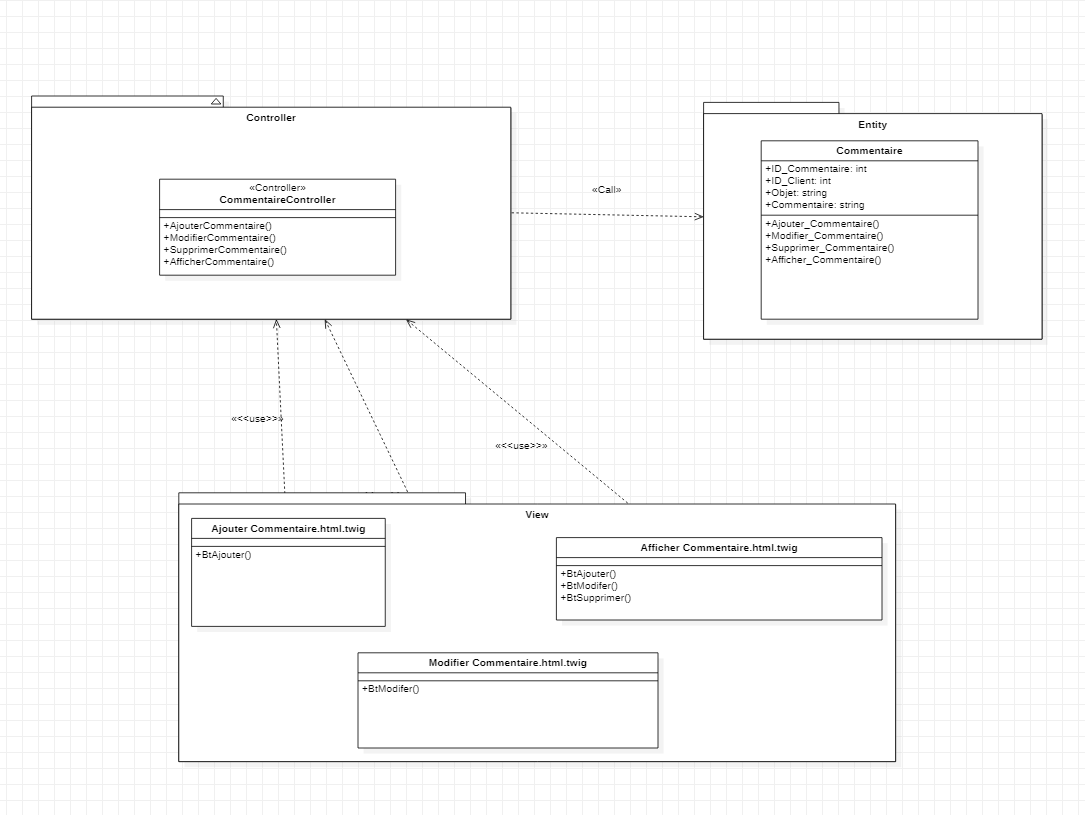 Controller
«Controller»
CommentaireController
+AjouterCommentaire()
+ModifierCommentaire()
+SupprimerCommentaire()
+AfficherCommentaire()
«Call»
Entity
Commentaire
+ID_Commentaire: int
+ID_Client: int
+Objet: string
+Commentaire: string
+Ajouter_Commentaire()
+Modifier_Commentaire()
+Supprimer_Commentaire()
+Afficher_Commentaire()
«<<use>>»
«<<use>>»
View
Ajouter Commentaire.html.twig
+BtAjouter()
Afficher Commentaire.html.twig
+BtAjouter()
+BtModifer()
+BtSupprimer()
Modifier Commentaire.html.twig
+BtModifer()